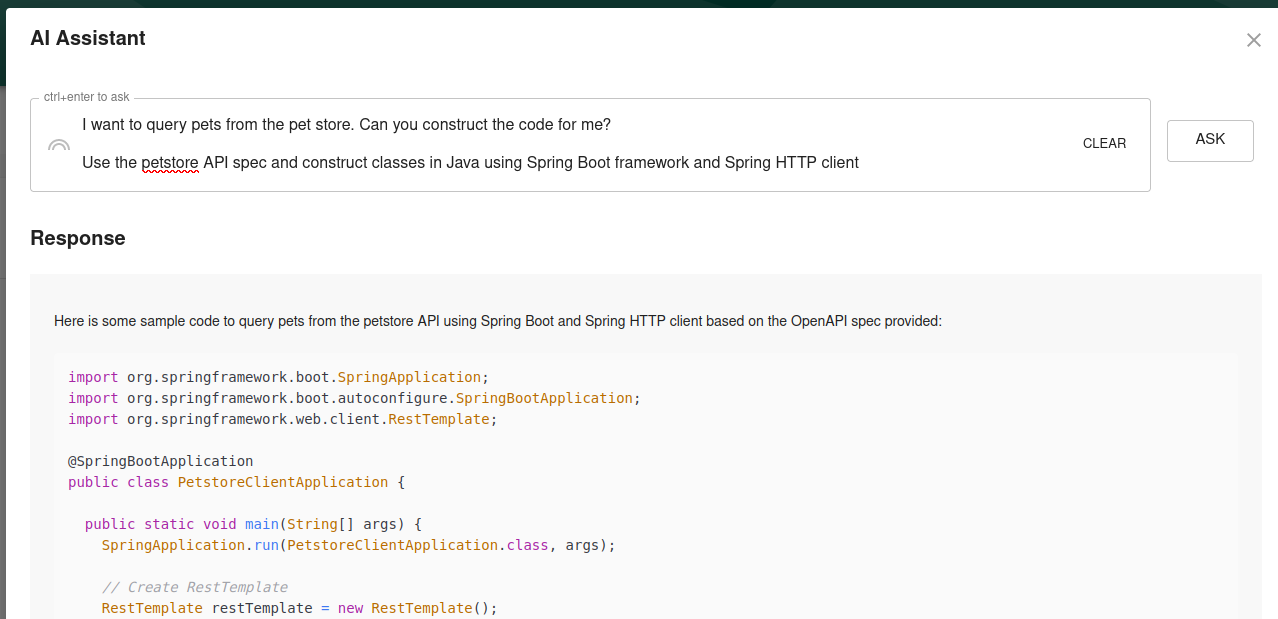 AI Assistant
ctrl+enter to ask
I want to query pets from the pet store. Can you construct the code for me?
Use the petstore API spec and construct classes in Java using Spring Boot framework and Spring HTTP client
CLEAR
ASK
Response
Here is some sample code to query pets from the petstore API using Spring Boot and Spring HTTP client based on the OpenAPI spec provided:
import org.springframework.boot.SpringApplication;
import org.springframework.boot.autoconfigure.SpringBootApplication;
import org.springframework.web.client.RestTemplate;
@SpringBootApplication
public class PetstoreClientApplication {
public static void main(String[] args) {
SpringApplication.run(PetstoreClientApplication.class, args);
// Create RestTemplate
RestTemplate restTemplate = new RestTemplate();